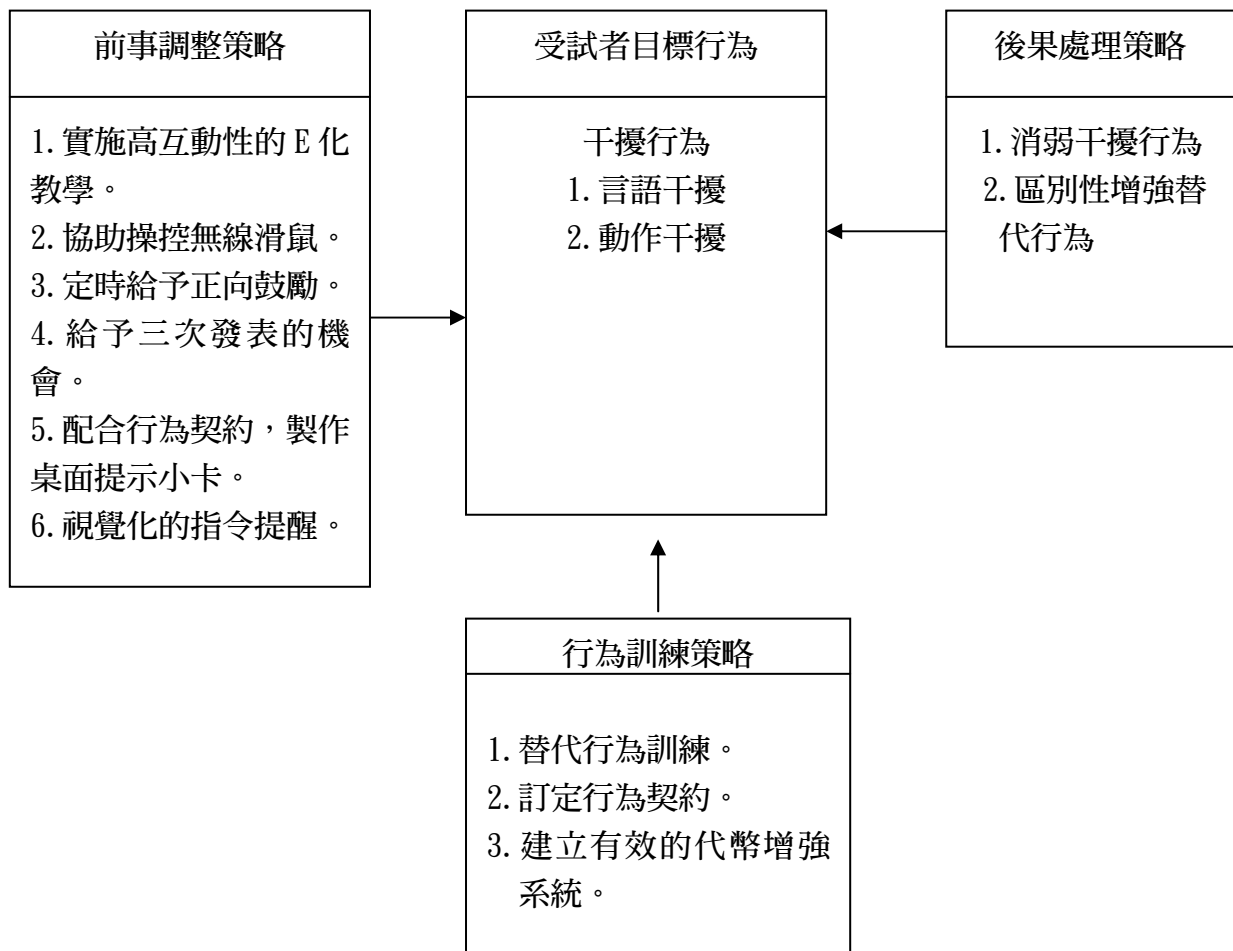 前事調整策略
1.實施高互動性的 E 化
教學。
2.協助操控無線滑鼠。
3.定時給予正向鼓勵。
4.給予三次發表的機
會。
5.配合行為契約，製作
桌面提示小卡。
6.視覺化的指令提醒。
受試者目標行為
干擾行為
1.言語干擾
2.動作干擾
後果處理策略
1.消弱干擾行為
2.區別性增強替
代行為
行為訓練策略
1.替代行為訓練。
2.訂定行為契約。
3.建立有效的代幣增強
系統。